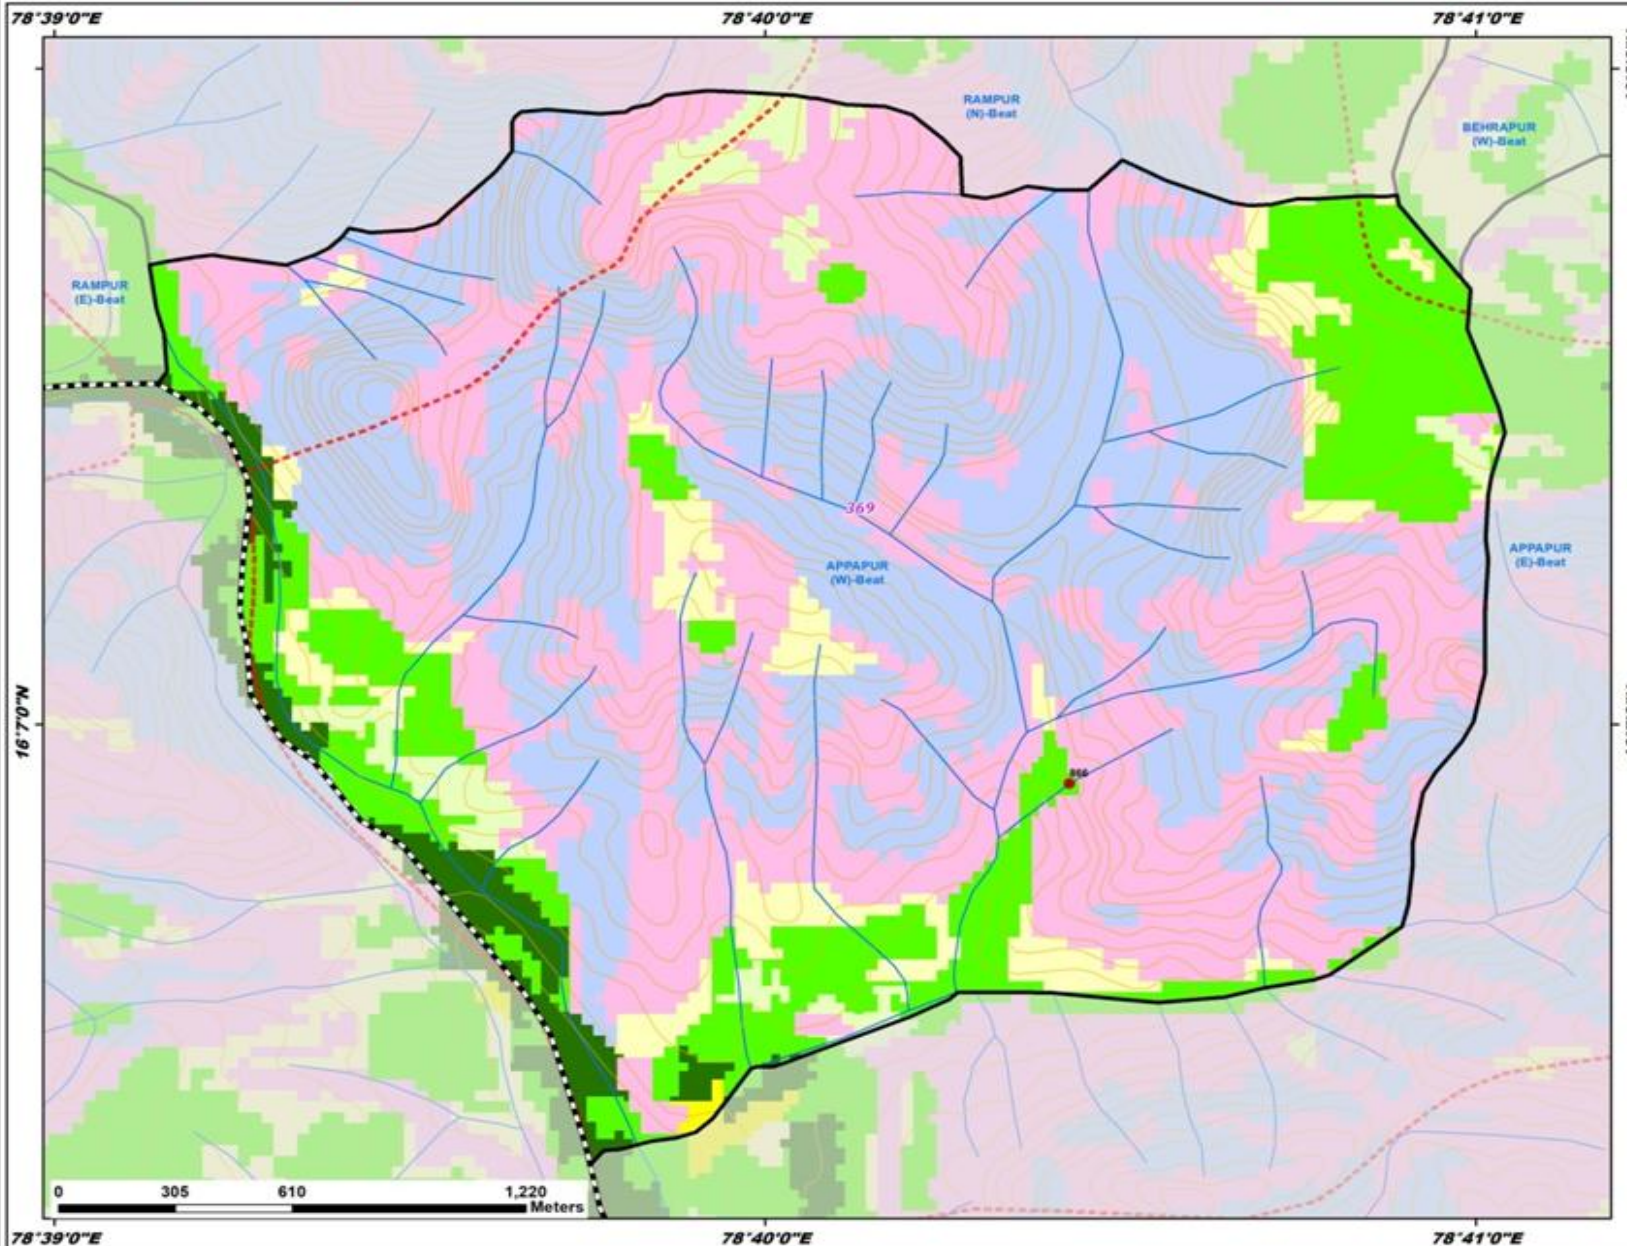 78°39'0"E 78°40'0"E 78°41'0"E
RAMPUR
(N)-Beat
BEHRAPUR
(W)-Beat
RAMPUR
(E)-Beat
369
APPAPUR
(W)-Beat
APPAPUR
(E)-Beat
16°7'0"N
0 305 610 1,220
Meters
78°39'0"E 78°40'0"E 78°41'0"E